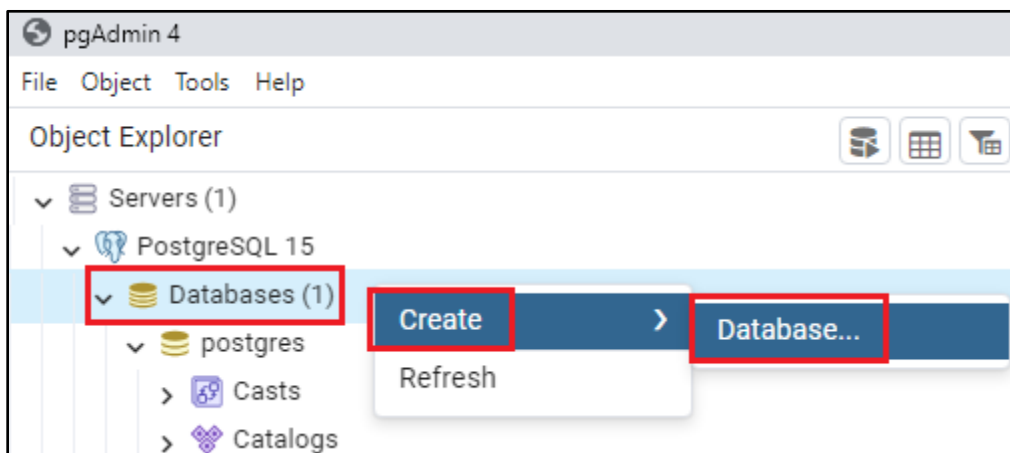 pgAdmin 4
File Object Tools Help
Object Explorer
Servers (1)
PostgreSQL 15
Databases (1)
Create
Database...
postgres
Refresh
Casts
Catalogs